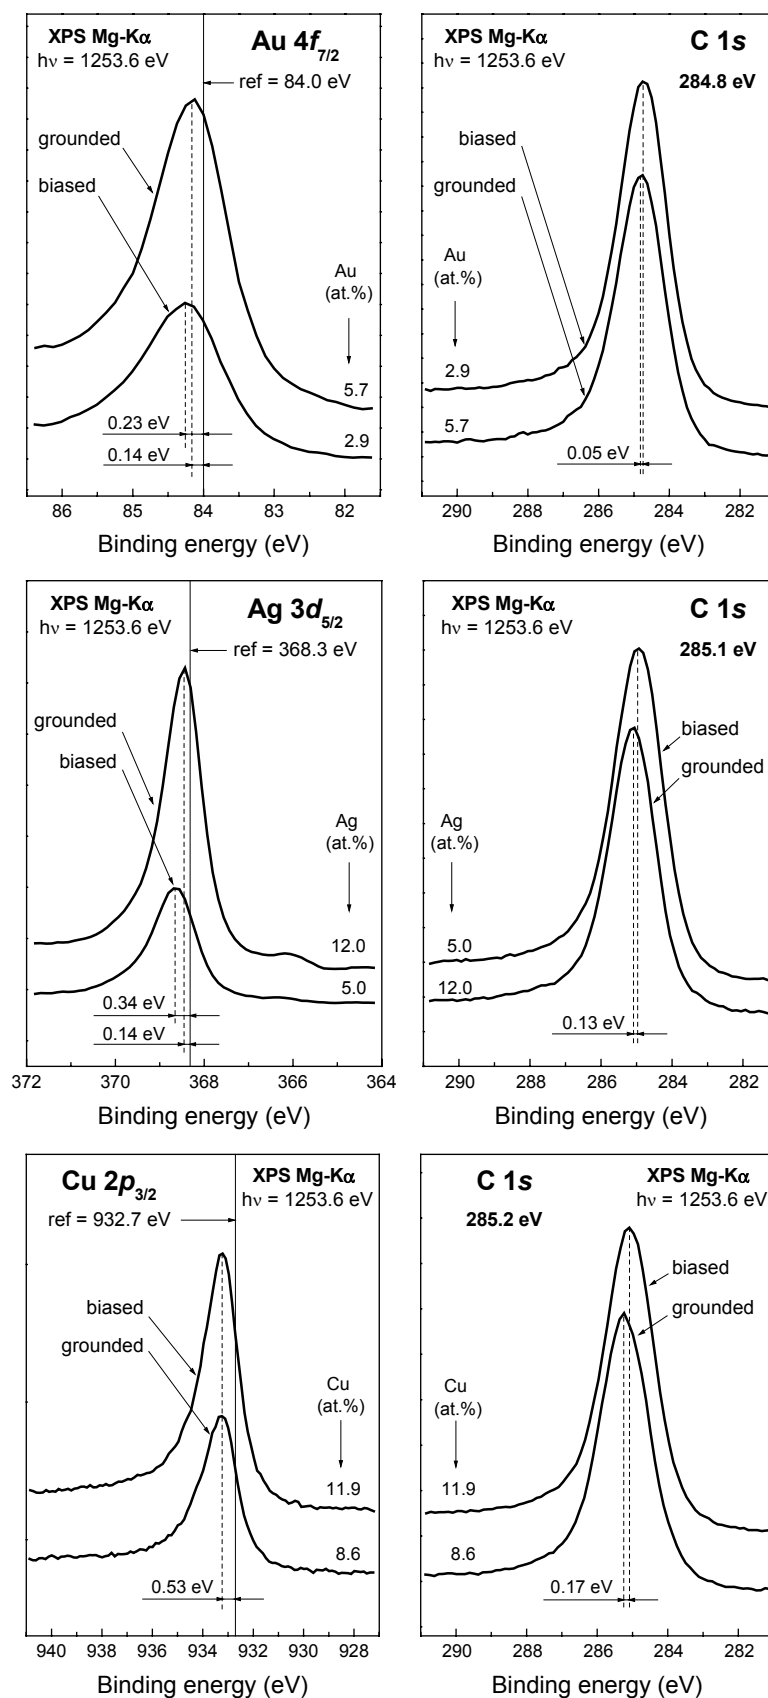 XPS Mg-Kα
hν = 1253.6 eV
Au 4f7/2
ref = 84.0 eV
grounded
biased
Au
(at.%)
5.7
2.9
0.23 eV
0.14 eV
86 85 84 83 82
Binding energy (eV)
XPS Mg-Kα
hν = 1253.6 eV
C 1s
284.8 eV
biased
grounded
Au
(at.%)
2.9
5.7
0.05 eV
290 288 286 284 282
Binding energy (eV)
XPS Mg-Kα
hν = 1253.6 eV
Ag 3d5/2
ref = 368.3 eV
grounded
biased
Ag
(at.%)
12.0
5.0
0.34 eV
0.14 eV
372 370 368 366 364
Binding energy (eV)
XPS Mg-Kα
hν = 1253.6 eV
C 1s
285.1 eV
biased
grounded
Ag
(at.%)
5.0
12.0
0.13 eV
290 288 286 284 282
Binding energy (eV)
Cu 2p3/2
ref = 932.7 eV
XPS Mg-Kα
hν = 1253.6 eV
biased
grounded
Cu
(at.%)
11.9
8.6
0.53 eV
940 938 936 934 932 930 928
Binding energy (eV)
C 1s
285.2 eV
XPS Mg-Kα
hν = 1253.6 eV
biased
grounded
Cu
(at.%)
11.9
8.6
0.17 eV
290 288 286 284 282
Binding energy (eV)